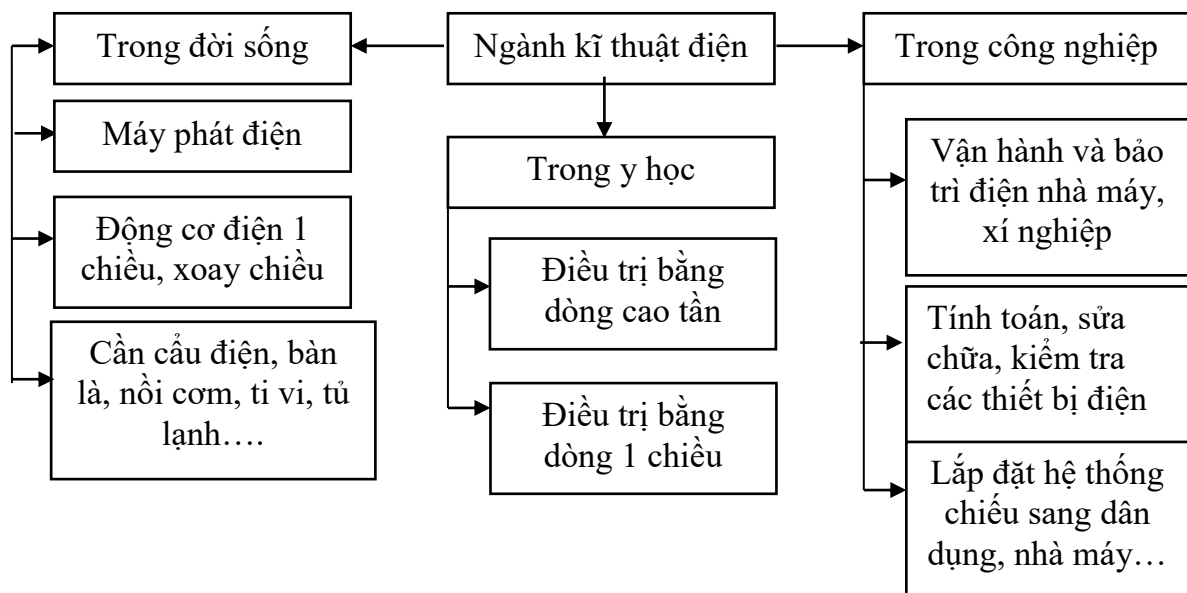 Ngành kĩ thuật điện
Trong đời sống
Máy phát điện
Động cơ điện 1
chiều, xoay chiều
Cần cẩu điện, bàn
là, nồi cơm, ti vi, tủ
lạnh….
Trong y học
Điều trị bằng
dòng cao tần
Điều trị bằng
dòng 1 chiều
Trong công nghiệp
Vận hành và bảo
trì điện nhà máy,
xí nghiệp
Tính toán, sửa
chữa, kiểm tra
các thiết bị điện
Lắp đặt hệ thống
chiếu sang dân
dụng, nhà máy…